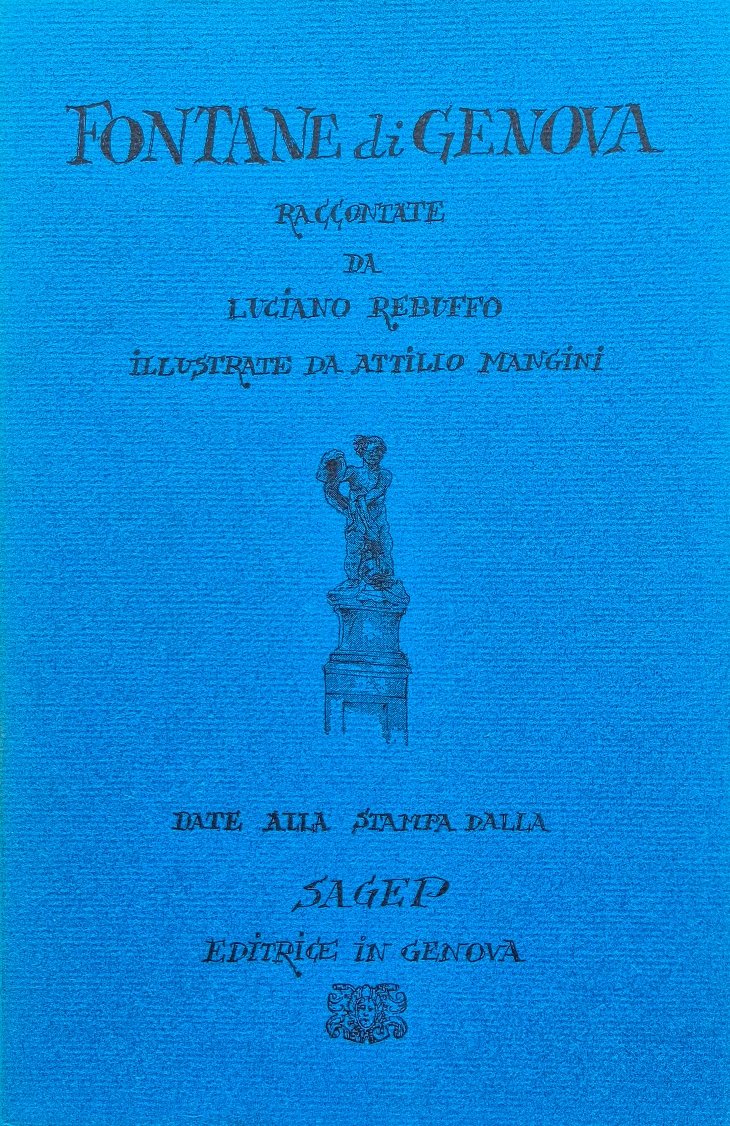 FONTANE di GENOVA
RACCONTATE
DA
LUCIANO REBUFFO
ILLUSTRATE DA ATTILIO MANGINI
DATE ALLA STAMPA DALLA
SAGEP
EDITRICE IN GENOVA